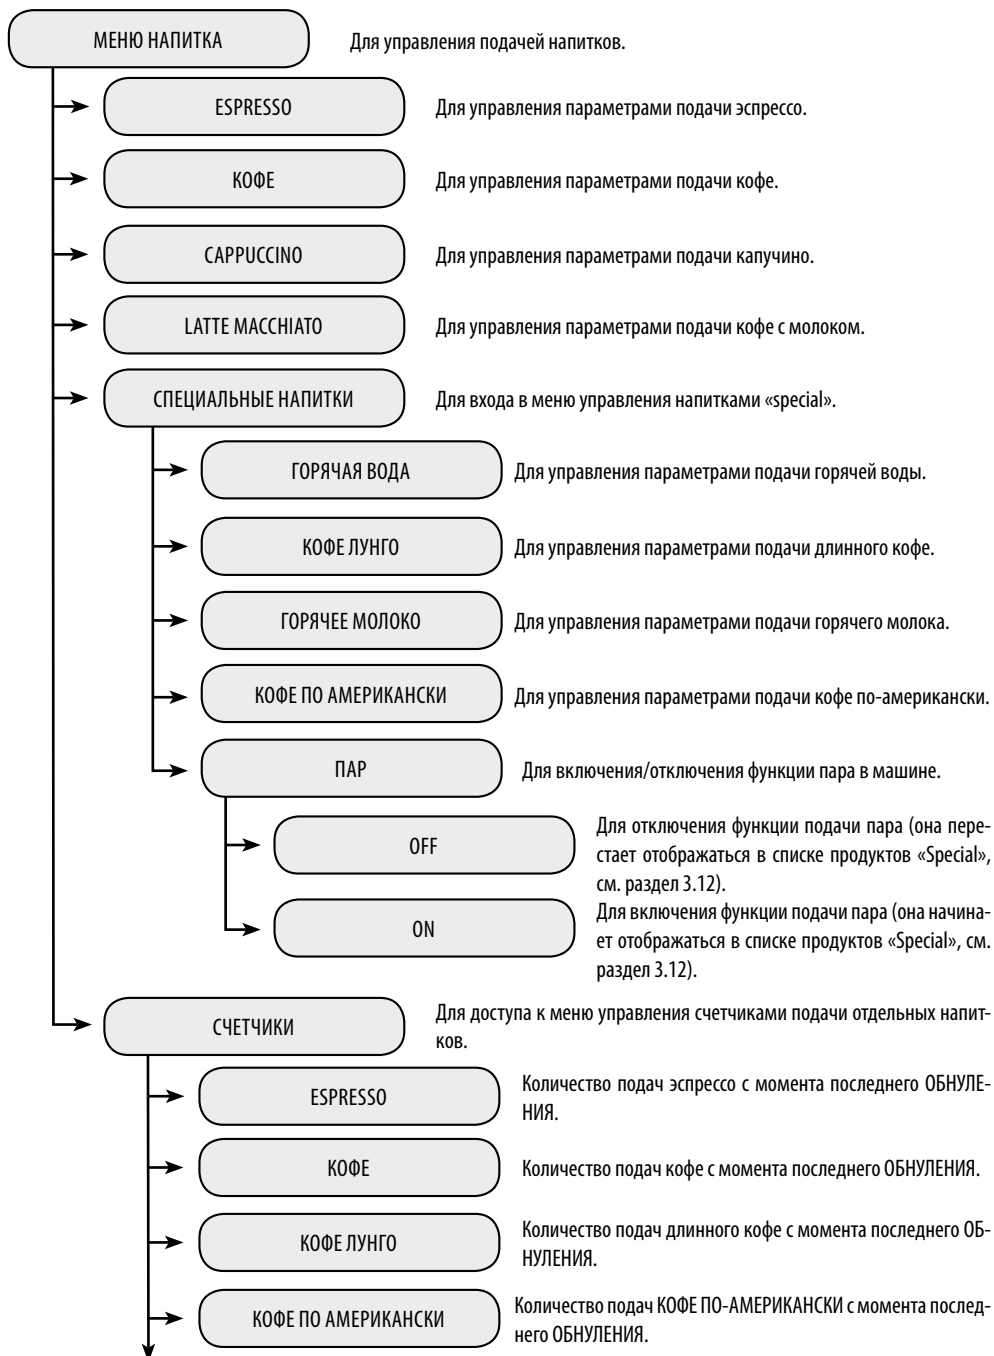 МЕНЮ НАПИТКА
Для управления подачей напитков.
ESPRESSO
Для управления параметрами подачи эспрессо.
КОФЕ
Для управления параметрами подачи кофе.
CAPPUCCINO
Для управления параметрами подачи капучино.
LATTE MACCHIATO
Для управления параметрами подачи кофе с молоком.
СПЕЦИАЛЬНЫЕ НАПИТКИ
Для входа в меню управления напитками «special».
ГОРЯЧАЯ ВОДА
Для управления параметрами подачи горячей воды.
КОФЕ ЛУНГО
Для управления параметрами подачи длинного кофе.
ГОРЯЧЕЕ МОЛОКО
Для управления параметрами подачи горячего молока.
КОФЕ ПО АМЕРИКАНСКИ
Для управления параметрами подачи кофе по-американски.
ПАР
Для включения/отключения функции пара в машине.
OFF
Для отключения функции подачи пара (она пере-
стает отображаться в списке продуктов «Special»,
см. раздел 3.12).
ON
Для включения функции подачи пара (она начина-
ет отображаться в списке продуктов «Special», см.
раздел 3.12).
СЧЕТЧИКИ
Для доступа к меню управления счетчиками подачи отдельных напит-
ков.
ESPRESSO
Количество подач эспрессо с момента последнего ОБНУЛЕ-
НИЯ.
КОФЕ
Количество подач кофе с момента последнего ОБНУЛЕНИЯ.
КОФЕ ЛУНГО
Количество подач длинного кофе с момента последнего ОБ-
НУЛЕНИЯ.
КОФЕ ПО АМЕРИКАНСКИ
Количество подач КОФЕ ПО-АМЕРИКАНСКИ с момента послед-
него ОБНУЛЕНИЯ.